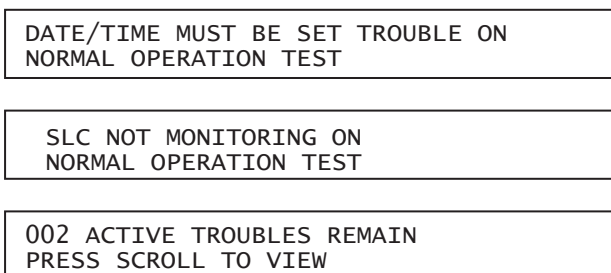 DATE/TIME MUST BE SET TROUBLE ON
NORMAL OPERATION TEST
SLC NOT MONITORING ON
NORMAL OPERATION TEST
002 ACTIVE TROUBLES REMAIN
PRESS SCROLL TO VIEW